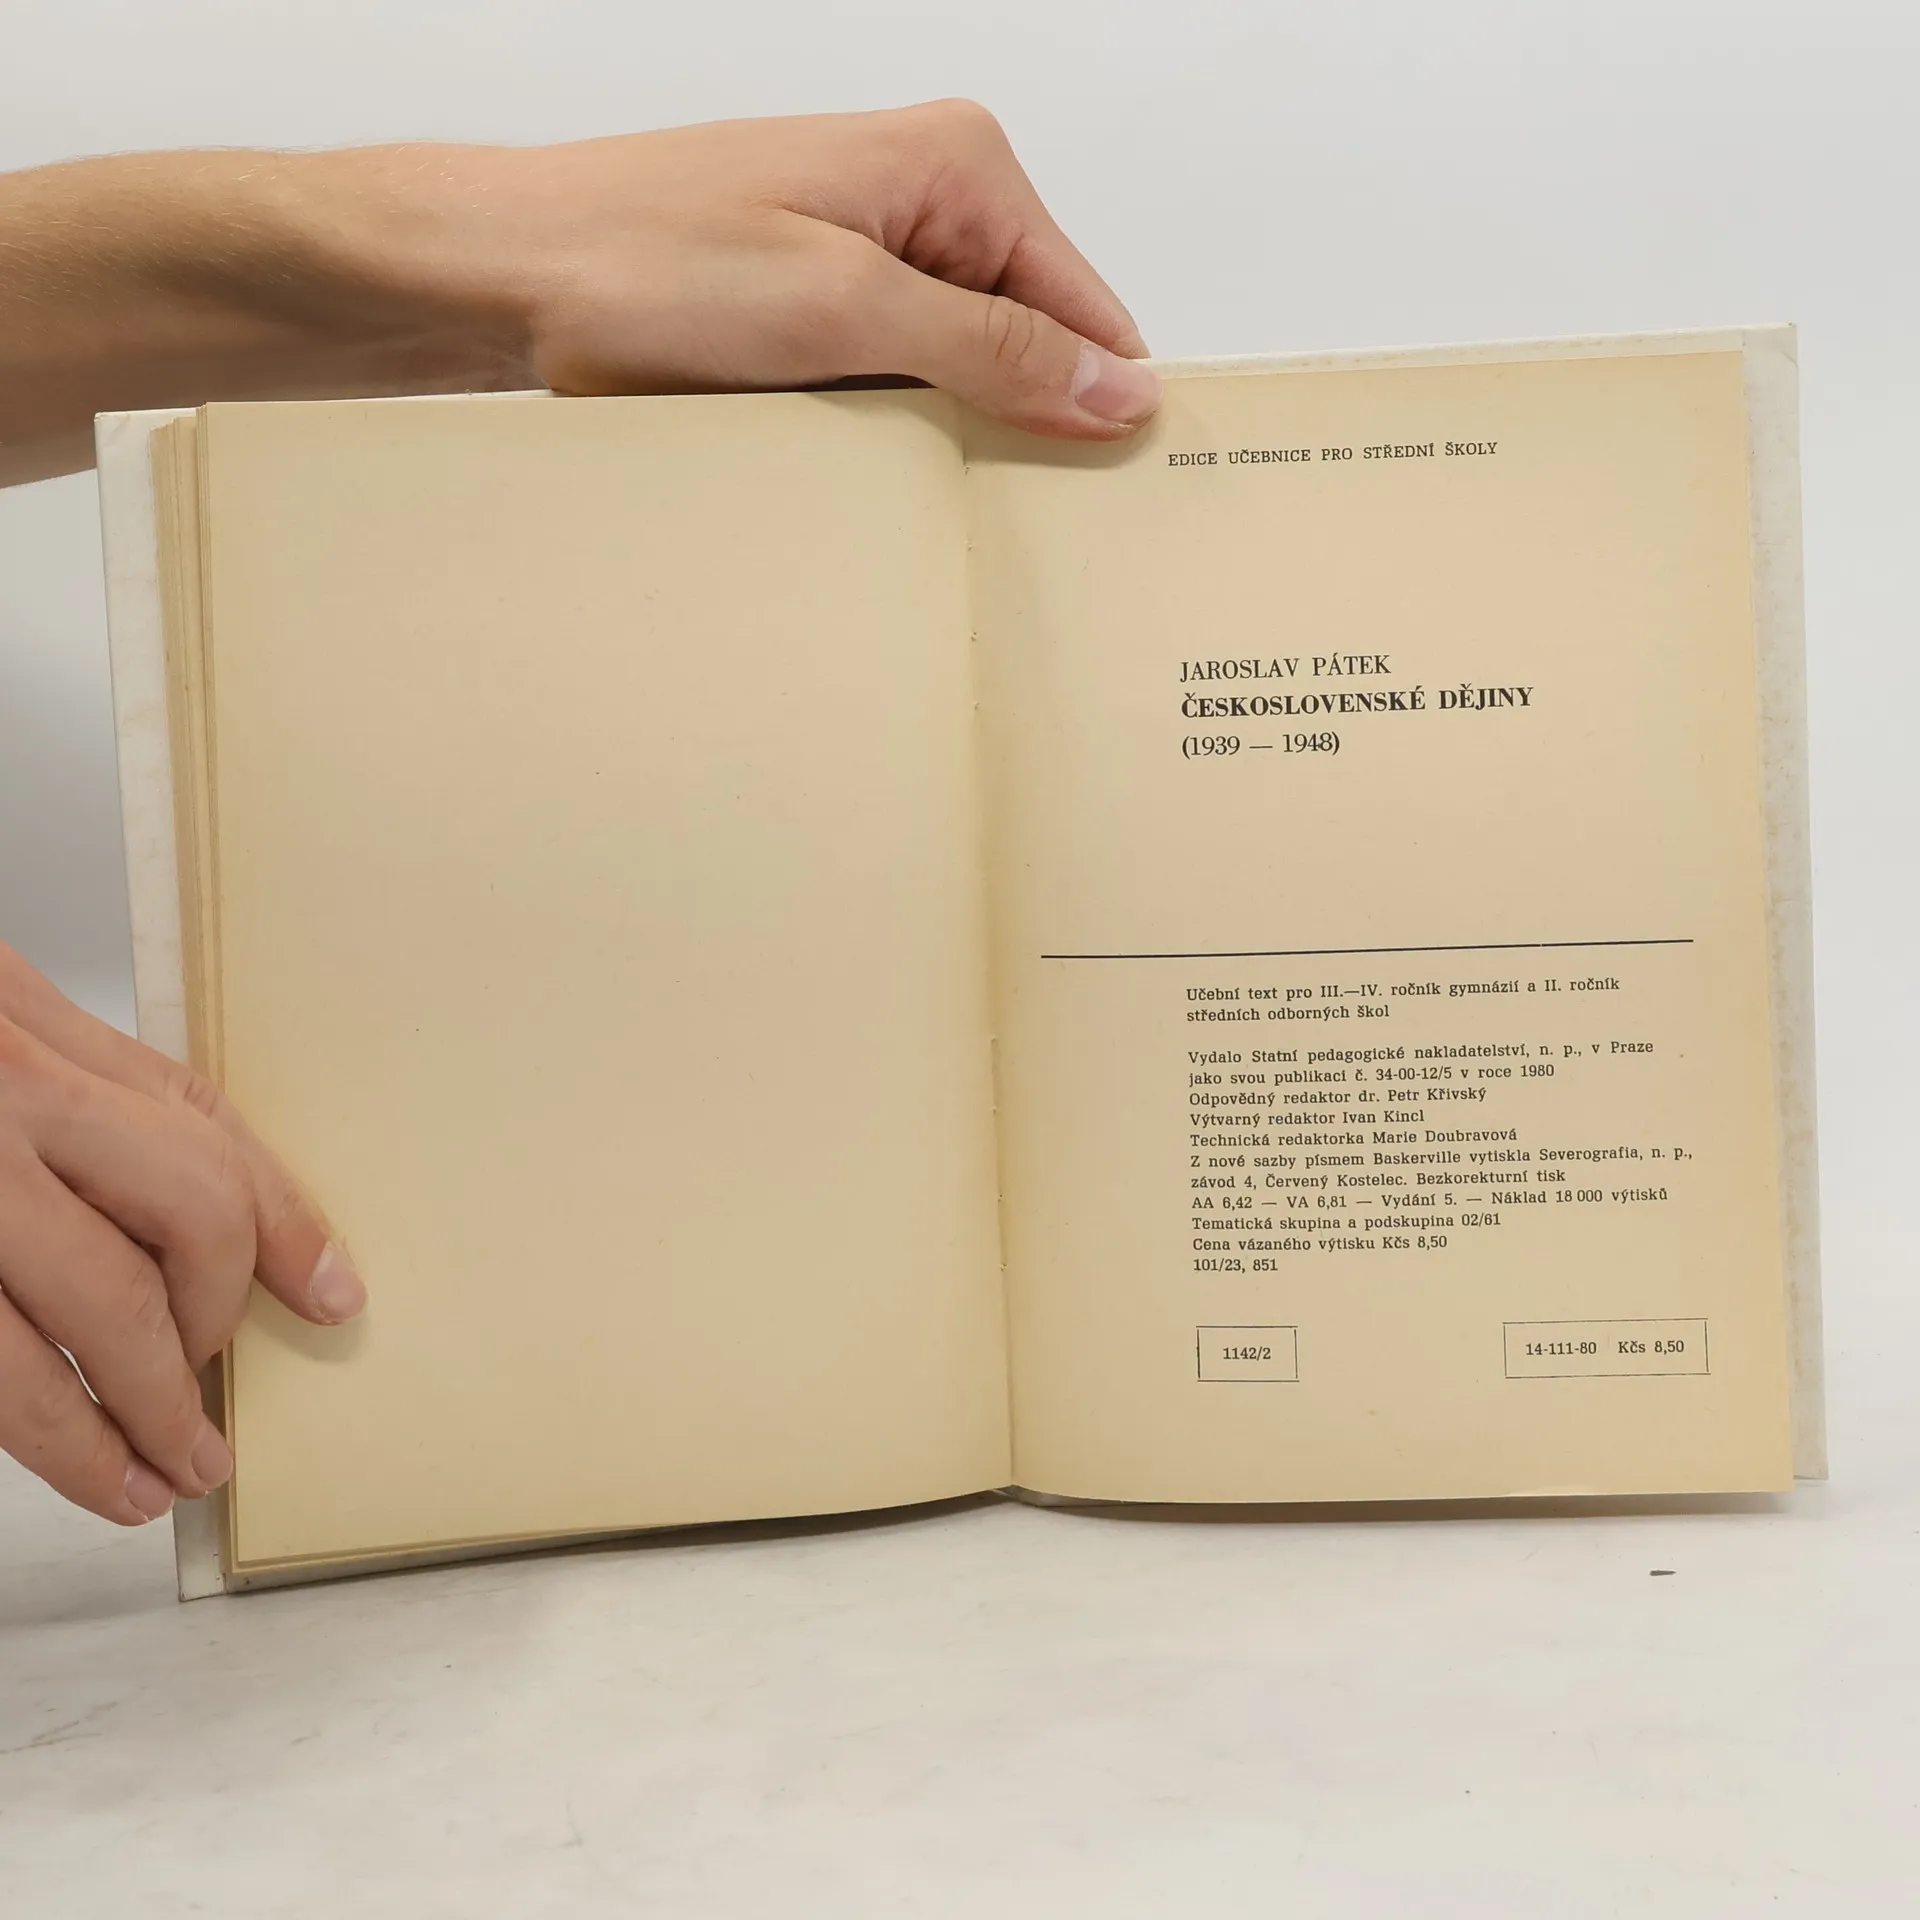 EDICE UČEBNICE PRO STŘEDNÍ ŠKOLY
JAROSLAV PÁTEK
ČESKOSLOVENSKÉ DĚJINY
(1939 — 1948)
Učební text pro III.—IV. ročník gymnázií a II. ročník
středních odborných škol
Vydalo Statní pedagogické nakladatelství, n. p., v Praze
jako svou publikaci č. 34-00-12/5 v roce 1980
Odpovědný redaktor dr. Petr Křivský
Výtvarný redaktor Ivan Kincl
Technická redaktorka Marie Doubravová
Z nové sazby písmem Baskerville vytiskla Severografia, n. p.,
závod 4, Červený Kostelec. Bezkorekturní tisk
AA 6,42 — VA 6,81 — Vydání 5. — Náklad 18 000 výtisků
Tematická skupina a podskupina 02/61
Cena vázaného výtisku Kčs 8,50
101/23, 851
1142/2
14-111-80 Kčs 8,50